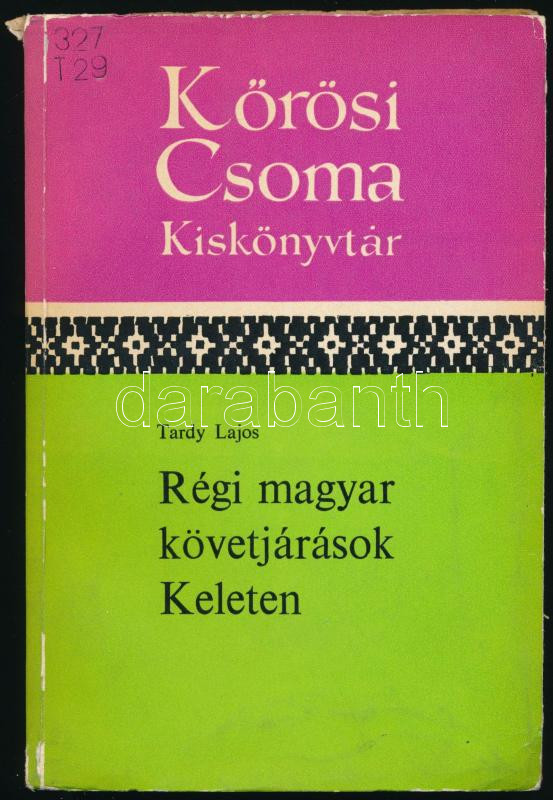 327
T29
Kőrösi
Csoma
Kiskönyvtár
darabanth
Tardy Lajos
Régi magyar
követjárások
Keleten